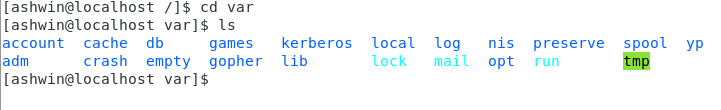 [ashwin@localhost /]$ cd var
[ashwin@localhost var]$ ls
account  cache  db     games   kerberos  local  log   nis  preserve  spool  yp
adm      crash  empty  gopher  lib       lock   mail  opt  run       tmp
[ashwin@localhost var]$